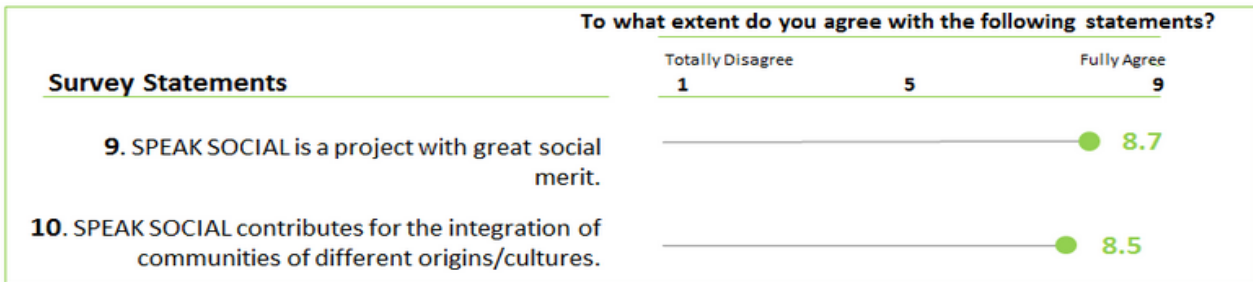 To what extent do you agree with the following statements?
Totally Disagree Fully Agree
Survey Statements 1 5 9
9. SPEAK SOCIAL is a project with great social
merit.
8.7
10. SPEAK SOCIAL contributes for the integration of
communities of different origins/cultures.
8.5